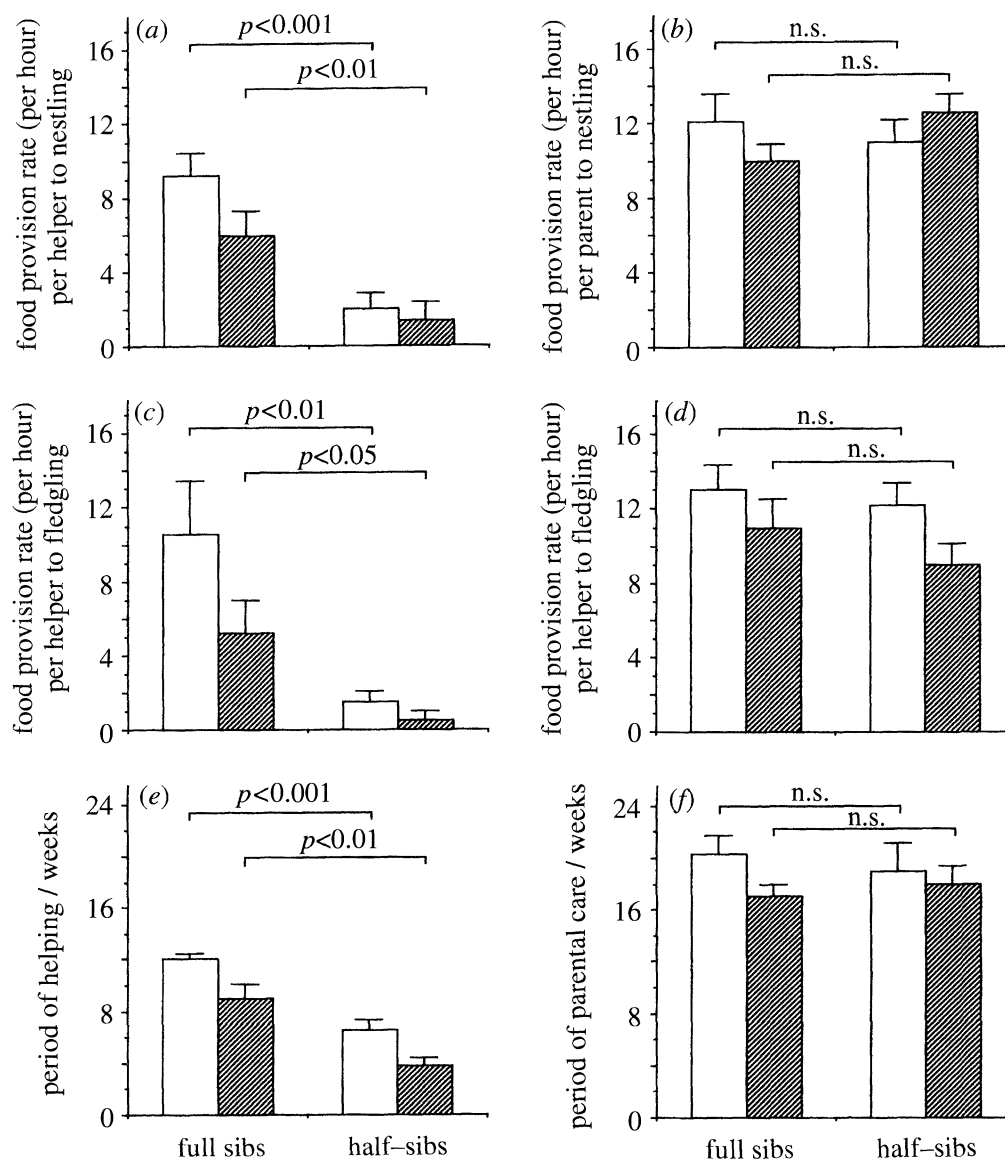 (a)
p<0.001
p<0.01
16
12
8
4
0
food provision rate (per hour)
per helper to nestling
(b)
n.s.
n.s.
16
12
8
4
0
food provision rate (per hour)
per parent to nestling
(c)
p<0.01
p<0.05
16
12
8
4
0
food provision rate (per hour)
per helper to fledgling
(d)
n.s.
n.s.
16
12
8
4
0
food provision rate (per hour)
per helper to fledgling
(e)
p<0.001
p<0.01
24
16
8
0
period of helping / weeks
full sibs
half–sibs
(f)
n.s.
n.s.
24
16
8
0
period of parental care / weeks
full sibs
half–sibs